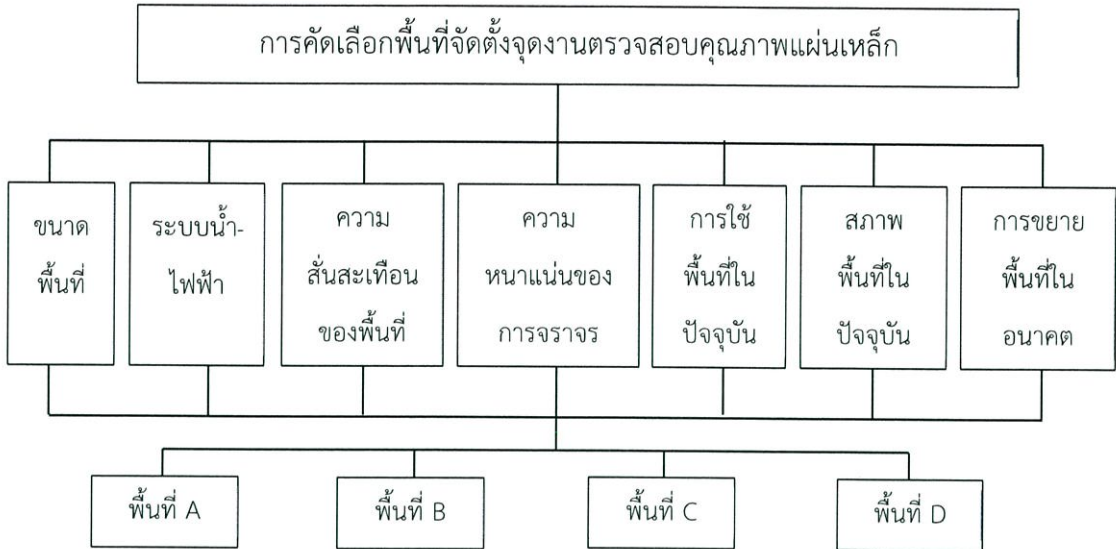 การคัดเลือกพื้นที่จัดตั้งจุดงานตรวจสอบคุณภาพแผ่นเหล็ก
ขนาด
พื้นที่
ระบบน้ำ-
ไฟฟ้า
ความ
สั่นสะเทือน
ของพื้นที่
ความ
หนาแน่นของ
การจราจร
การใช้
พื้นที่ใน
ปัจจุบัน
สภาพ
พื้นที่ใน
ปัจจุบัน
การขยาย
พื้นที่ใน
อนาคต
พื้นที่ A
พื้นที่ B
พื้นที่ C
พื้นที่ D